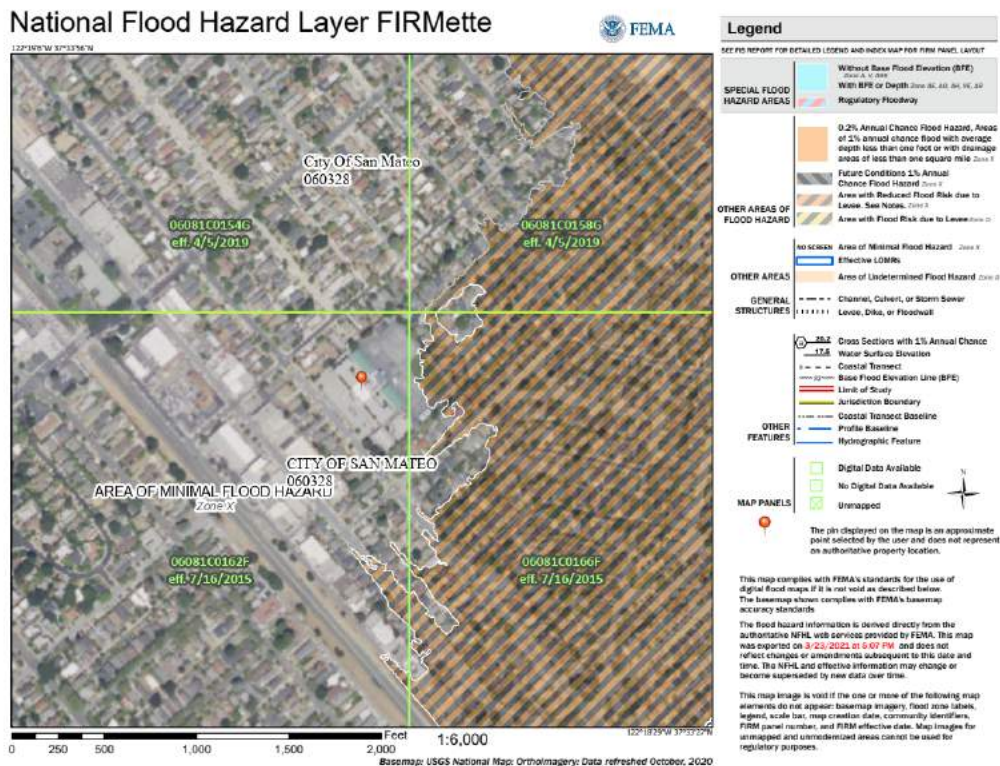 National Flood Hazard Layer FIRMette
FEMA
122°19'6"W 37°33'56"N
City Of San Mateo
060328
06081C0154G
eff. 4/5/2019
06081C0158G
eff. 4/5/2019
CITY OF SAN MATEO
060328
AREA OF MINIMAL FLOOD HAZARD
Zone X
06081C0162F
eff. 7/16/2015
06081C0166F
eff. 7/16/2015
0 250 500 1,000 1,500 2,000 Feet
1:6,000
122°18'29"W 37°33'27"N
Basemap: USGS National Map: Orthoimagery: Data refreshed October, 2020
Legend
SEE FIS REPORT FOR DETAILED LEGEND AND INDEX MAP FOR FIRM PANEL LAYOUT
SPECIAL FLOOD
HAZARD AREAS
Without Base Flood Elevation (BFE)
Zone A, V, A99
With BFE or Depth Zone AE, AO, AH, VE, AR
Regulatory Floodway
OTHER AREAS OF
FLOOD HAZARD
0.2% Annual Chance Flood Hazard, Areas
of 1% annual chance flood with average
depth less than one foot or with drainage
areas of less than one square mile Zone X
Future Conditions 1% Annual
Chance Flood Hazard Zone X
Area with Reduced Flood Risk due to
Levee. See Notes. Zone X
Area with Flood Risk due to Levee Zone D
OTHER AREAS
NO SCREEN Area of Minimal Flood Hazard Zone X
Effective LOMRs
Area of Undetermined Flood Hazard Zone D
GENERAL
STRUCTURES
Channel, Culvert, or Storm Sewer
Levee, Dike, or Floodwall
OTHER
FEATURES
20.2 Cross Sections with 1% Annual Chance
17.5 Water Surface Elevation
Coastal Transect
Base Flood Elevation Line (BFE)
Limit of Study
Jurisdiction Boundary
Coastal Transect Baseline
Profile Baseline
Hydrographic Feature
MAP PANELS
Digital Data Available
No Digital Data Available
Unmapped
N
The pin displayed on the map is an approximate
point selected by the user and does not represent
an authoritative property location.
This map complies with FEMA's standards for the use of
digital flood maps if it is not void as described below.
The basemap shown complies with FEMA's basemap
accuracy standards
The flood hazard information is derived directly from the
authoritative NFHL web services provided by FEMA. This map
was exported on 3/23/2021 at 5:07 PM and does not
reflect changes or amendments subsequent to this date and
time. The NFHL and effective information may change or
become superseded by new data over time.
This map image is void if the one or more of the following map
elements do not appear: basemap imagery, flood zone labels,
legend, scale bar, map creation date, community identifiers,
FIRM panel number, and FIRM effective date. Map images for
unmapped and unmodernized areas cannot be used for
regulatory purposes.